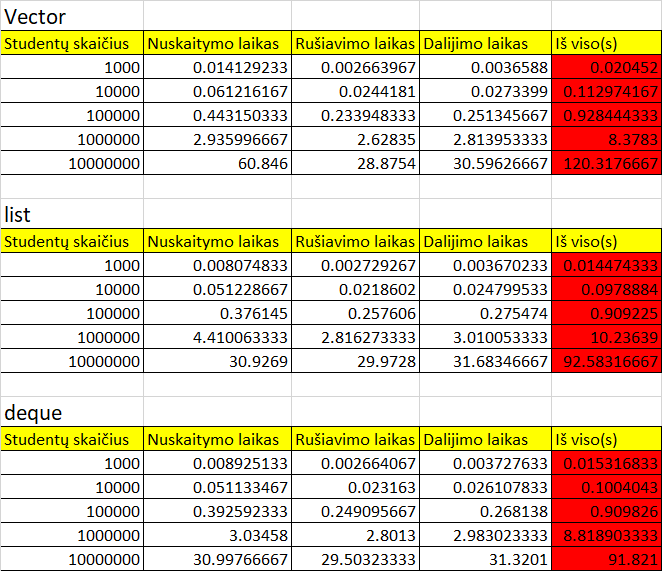 Vector
Studentų skaičius Nuskaitymo laikas Rušiavimo laikas Dalijimo laikas Iš viso(s)
1000 0.014129233 0.002663967 0.0036588 0.020452
10000 0.061216167 0.0244181 0.0273399 0.112974167
100000 0.443150333 0.233948333 0.251345667 0.928444333
1000000 2.935996667 2.62835 2.813953333 8.3783
10000000 60.846 28.8754 30.59626667 120.3176667
list
Studentų skaičius Nuskaitymo laikas Rušiavimo laikas Dalijimo laikas Iš viso(s)
1000 0.008074833 0.002729267 0.003670233 0.014474333
10000 0.051228667 0.0218602 0.024799533 0.0978884
100000 0.376145 0.257606 0.275474 0.909225
1000000 4.410063333 2.816273333 3.010053333 10.23639
10000000 30.9269 29.9728 31.68346667 92.58316667
deque
Studentų skaičius Nuskaitymo laikas Rušiavimo laikas Dalijimo laikas Iš viso(s)
1000 0.008925133 0.002664067 0.003727633 0.015316833
10000 0.051133467 0.023163 0.026107833 0.1004043
100000 0.392592333 0.249095667 0.268138 0.909826
1000000 3.03458 2.8013 2.983023333 8.818903333
10000000 30.99766667 29.50323333 31.3201 91.821